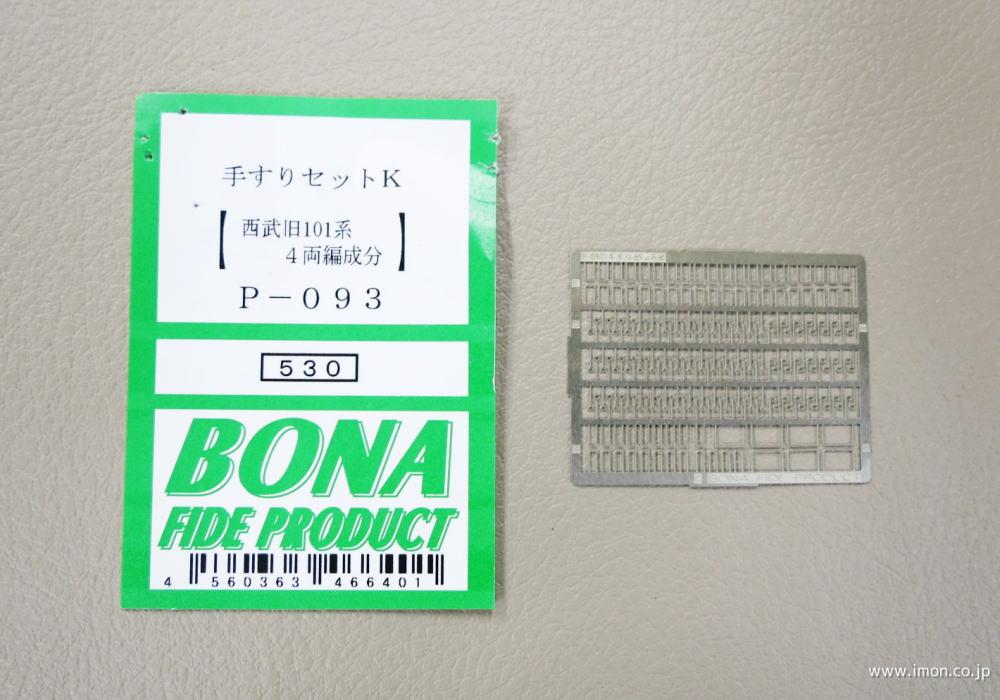 手すりセットK
【西武旧101系
４両編成分】
Ｐ－０９３
５３０
BONA
FIDE PRODUCT
4 560363 466401
www.imon.co.jp